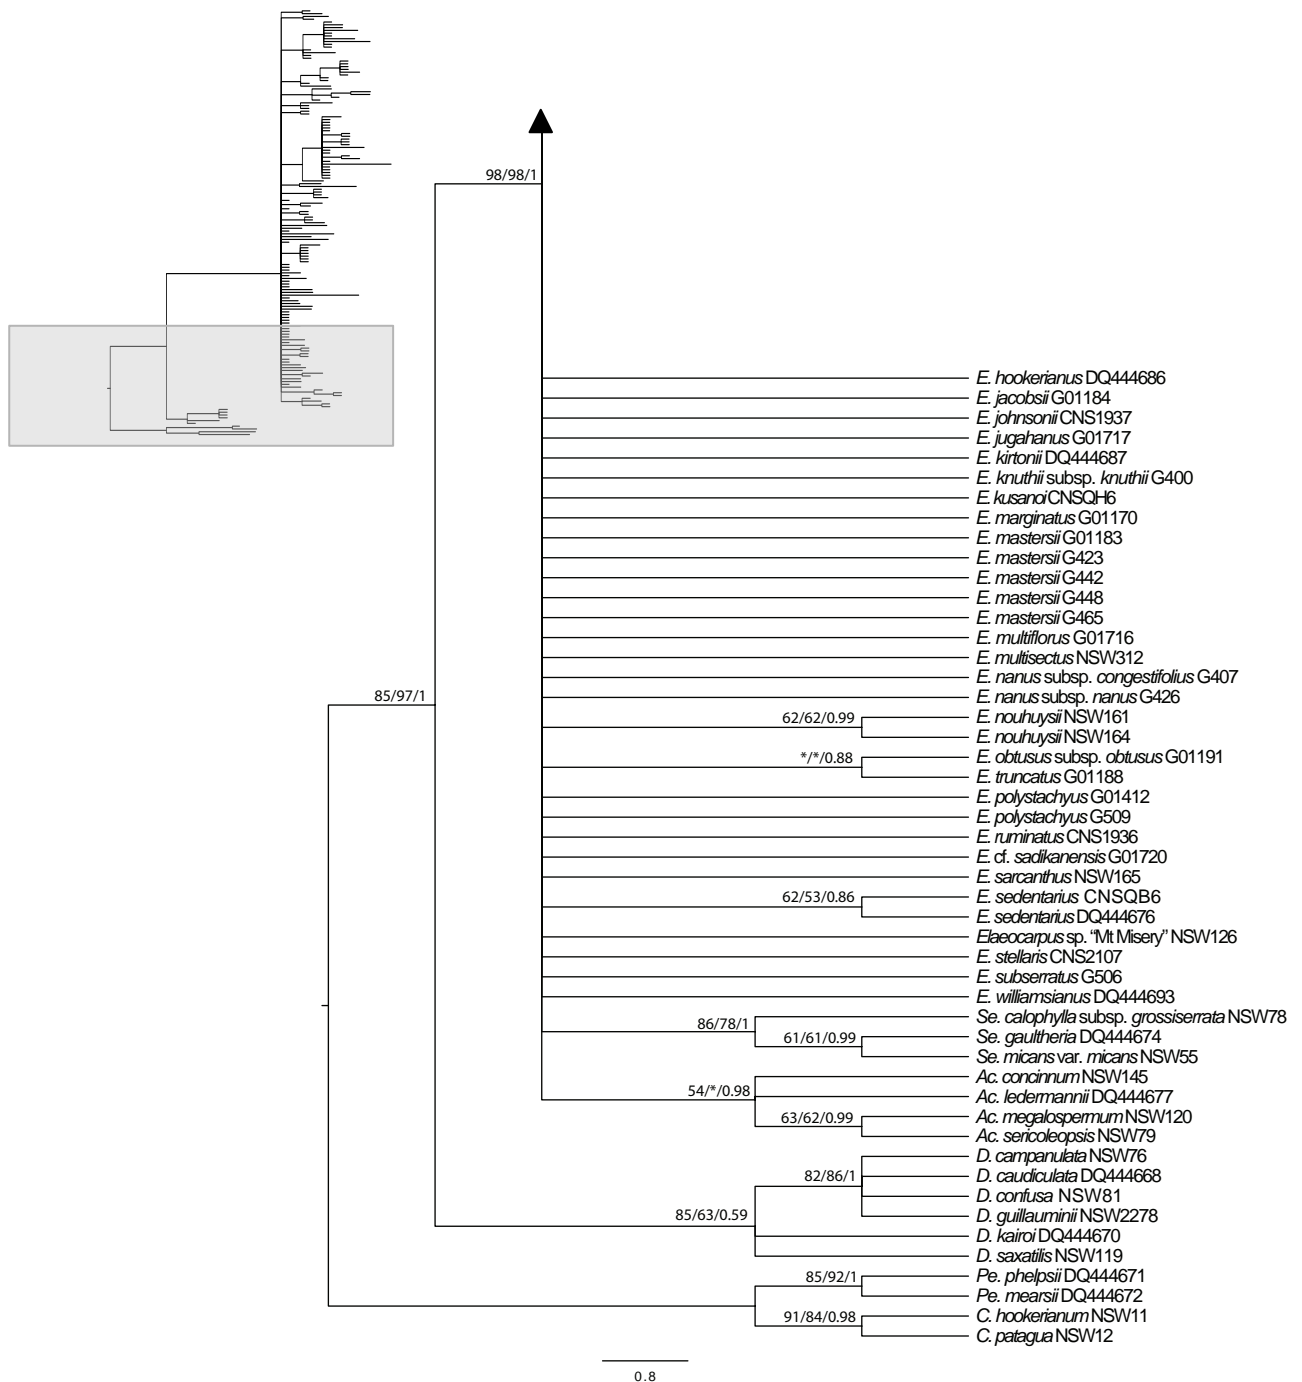 98/98/1
E. hookerianus DQ444686
E. jacobsii G01184
E. johnsonii CNS1937
E. jugahanus G01717
E. kirtonii DQ444687
E. knuthii subsp. knuthii G400
E. kusanoi CNSQH6
E. marginatus G01170
E. mastersii G01183
E. mastersii G423
E. mastersii G442
E. mastersii G448
E. mastersii G465
E. multiflorus G01716
E. multisectus NSW312
E. nanus subsp. congestifolius G407
85/97/1
E. nanus subsp. nanus G426
62/62/0.99
E. nouhuysii NSW161
E. nouhuysii NSW164
*/*/0.88
E. obtusus subsp. obtusus G01191
E. truncatus G01188
E. polystachyus G01412
E. polystachyus G509
E. ruminatus CNS1936
E. cf. sadikanensis G01720
E. sarcanthus NSW165
62/53/0.86
E. sedentarius CNSQB6
E. sedentarius DQ444676
Elaeocarpus sp. “Mt Misery” NSW126
E. stellaris CNS2107
E. subserratus G506
E. williamsianus DQ444693
Se. calophylla subsp. grossiserrata NSW78
86/78/1
61/61/0.99
Se. gaultheria DQ444674
Se. micans var. micans NSW55
Ac. concinnum NSW145
54/*/0.98
Ac. ledermannii DQ444677
63/62/0.99
Ac. megalospermum NSW120
Ac. sericoleopsis NSW79
D. campanulata NSW76
82/86/1
D. caudiculata DQ444668
D. confusa NSW81
85/63/0.59
D. guillauminii NSW2278
D. kairoi DQ444670
D. saxatilis NSW119
85/92/1
Pe. phelpsii DQ444671
Pe. mearsii DQ444672
91/84/0.98
C. hookerianum NSW11
C. patagua NSW12
0.8